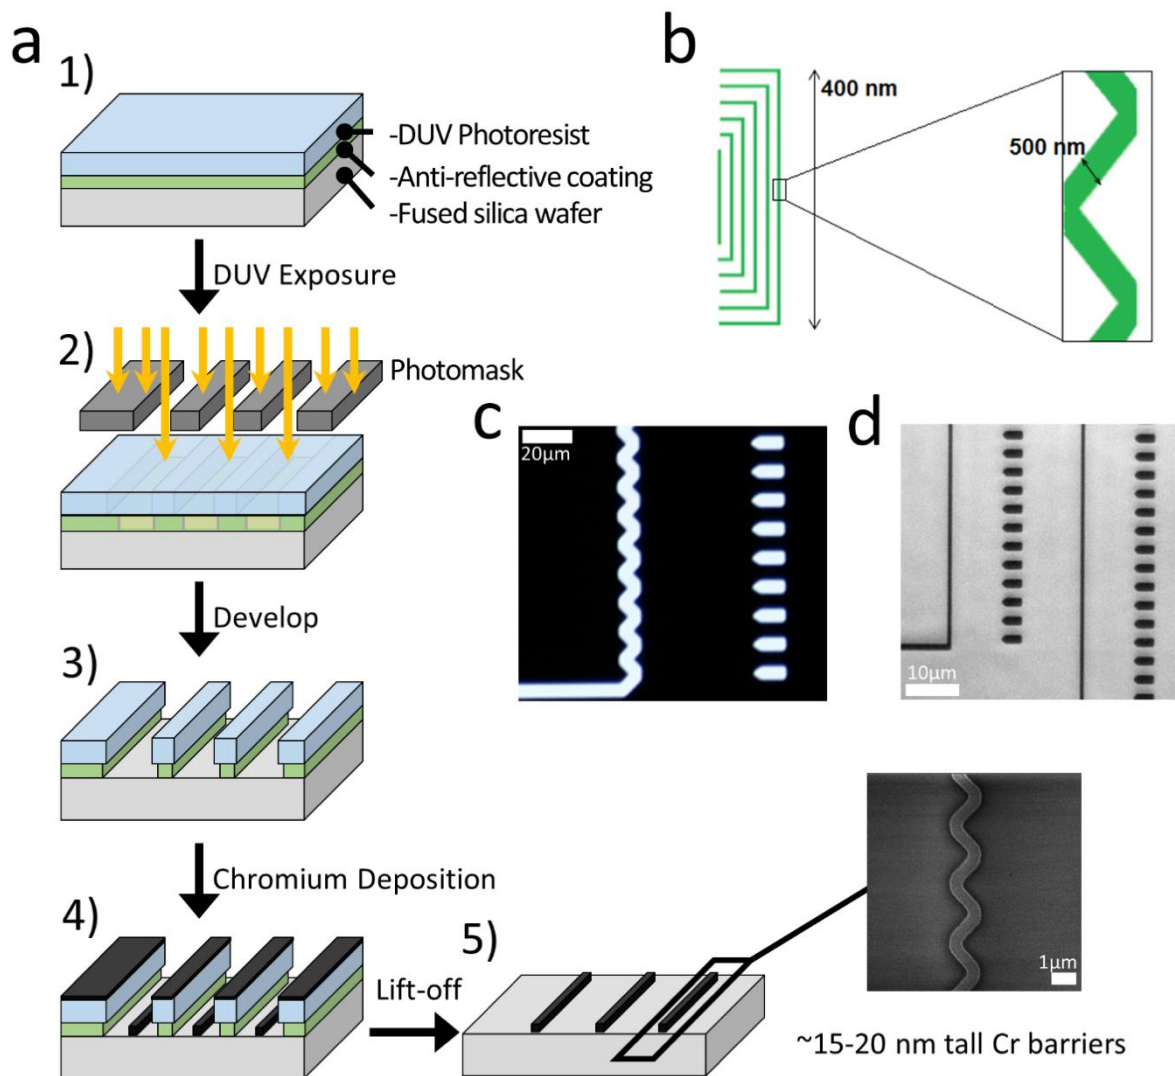 a
1)
-DUV Photoresist
-Anti-reflective coating
-Fused silica wafer
DUV Exposure
2)
Photomask
Develop
3)
Chromium Deposition
4)
Lift-off
5)
1µm
~15-20 nm tall Cr barriers
b
400 nm
500 nm
c
20µm
d
10µm